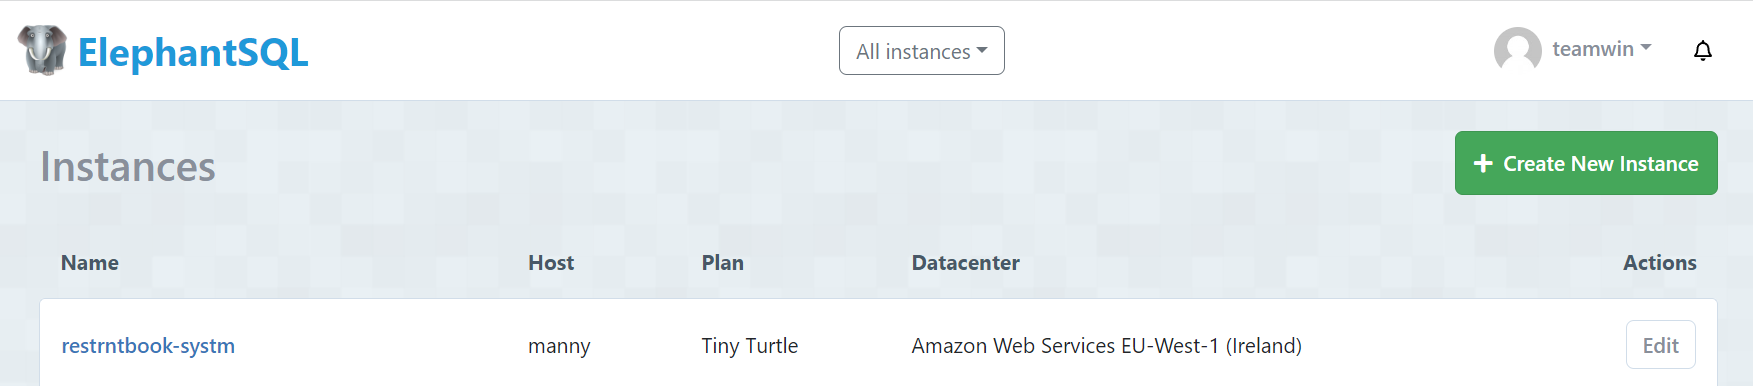 ElephantSQL
All instances
teamwin
Instances
Create New Instance
Name Host Plan Datacenter Actions
restrntbook-systm manny Tiny Turtle Amazon Web Services EU-West-1 (Ireland) Edit